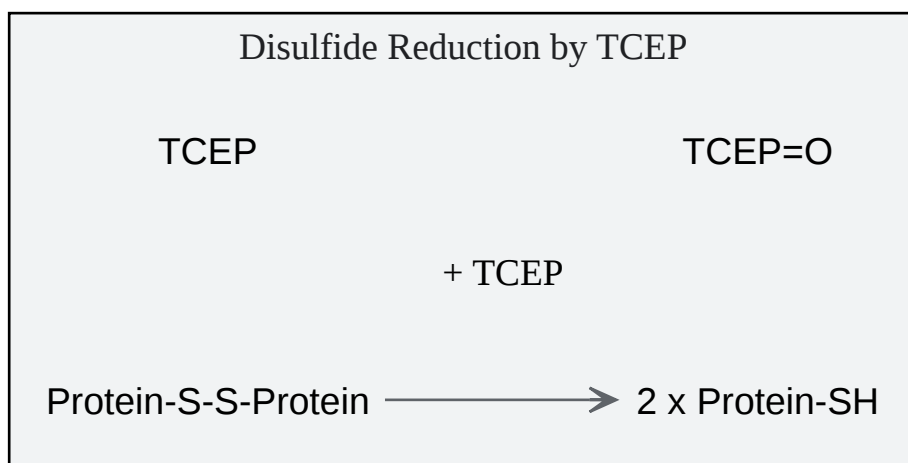 Disulfide Reduction by TCEP
TCEP
TCEP=O
+ TCEP
Protein-S-S-Protein
2 x Protein-SH